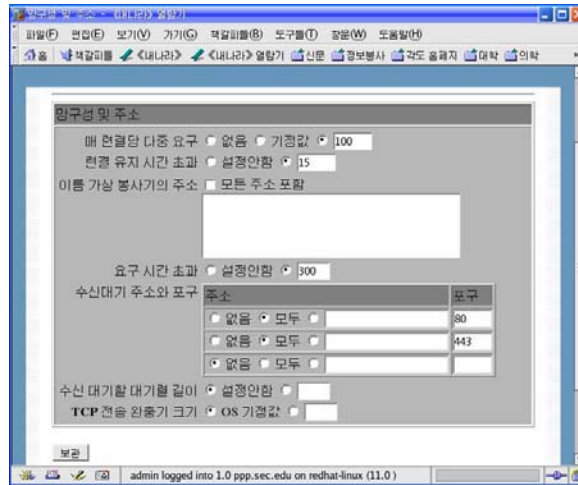 망구성 및 주소 - 《내나라》 열람기
파일(F) 편집(E) 보기(V) 가기(G) 책갈피들(B) 도구들(T) 창문(W) 도움말(H)
홈 책갈피들 《내나라》 《내나라》 열람기 신문 정보봉사 각도 홈페지 대학 의학
망구성 및 주소
매 련결당 다중 요구 없음 기정값 100
련결 유지 시간 초과 설정안함 15
이름 가상 봉사기의 주소 모든 주소 포함
요구 시간 초과 설정안함 300
수신대기 주소와 포구 주소 포구
없음 모두 80
없음 모두 443
없음 모두
수신 대기할 대기렬 길이 설정안함
TCP 전송 완충기 크기 OS 기정값
보관
admin logged into 1.0 ppp.sec.edu on redhat-linux (11.0 )